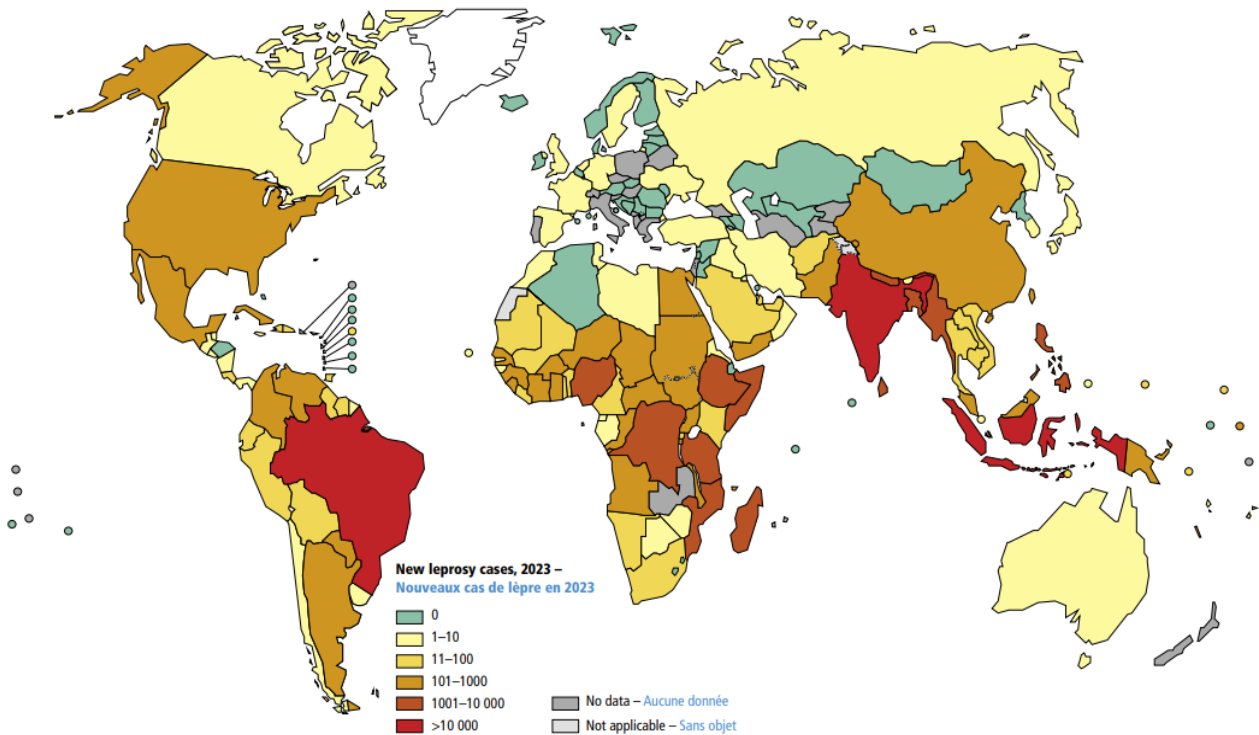 New leprosy cases, 2023 –
Nouveaux cas de lèpre en 2023
0
1–10
11–100
101–1000
1001–10 000
>10 000
No data – Aucune donnée
Not applicable – Sans objet